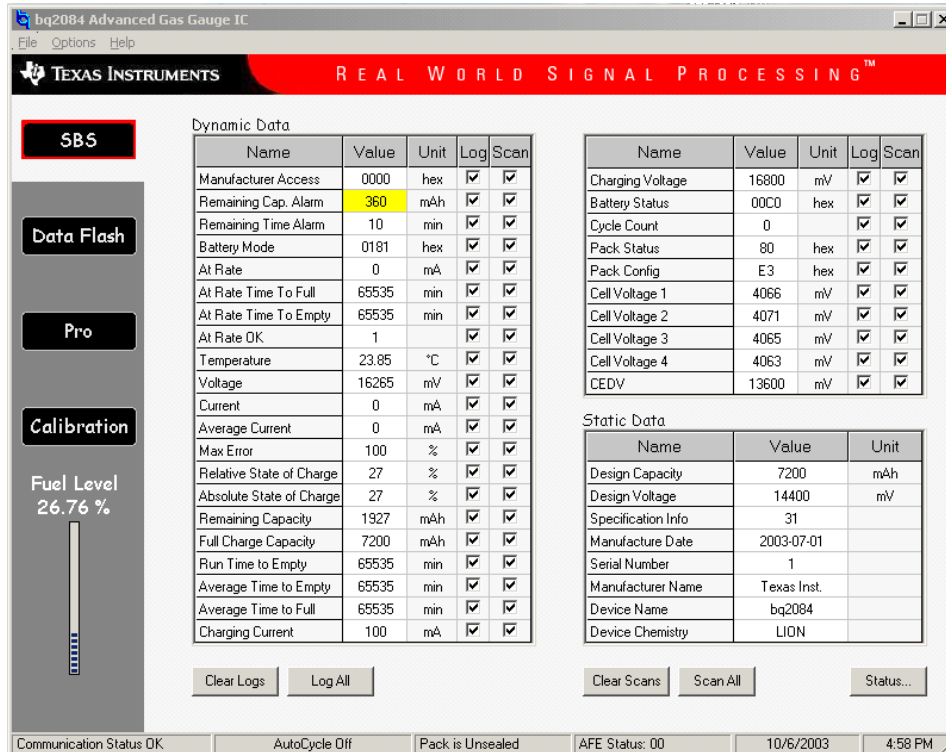 bq2084 Advanced Gas Gauge IC
File Options Help
TEXAS INSTRUMENTS REAL WORLD SIGNAL PROCESSING™
SBS
Data Flash
Pro
Calibration
Fuel Level
26.76 %
Dynamic Data
Name Value Unit Log Scan
Manufacturer Access 0000 hex
Remaining Cap. Alarm 360 mAh
Remaining Time Alarm 10 min
Battery Mode 0181 hex
At Rate 0 mA
At Rate Time To Full 65535 min
At Rate Time To Empty 65535 min
At Rate OK 1
Temperature 23.85 °C
Voltage 16265 mV
Current 0 mA
Average Current 0 mA
Max Error 100 %
Relative State of Charge 27 %
Absolute State of Charge 27 %
Remaining Capacity 1927 mAh
Full Charge Capacity 7200 mAh
Run Time to Empty 65535 min
Average Time to Empty 65535 min
Average Time to Full 65535 min
Charging Current 100 mA
Name Value Unit Log Scan
Charging Voltage 16800 mV
Battery Status 00C0 hex
Cycle Count 0
Pack Status 80 hex
Pack Config E3 hex
Cell Voltage 1 4066 mV
Cell Voltage 2 4071 mV
Cell Voltage 3 4065 mV
Cell Voltage 4 4063 mV
CEDV 13600 mV
Static Data
Name Value Unit
Design Capacity 7200 mAh
Design Voltage 14400 mV
Specification Info 31
Manufacture Date 2003-07-01
Serial Number 1
Manufacturer Name Texas Inst.
Device Name bq2084
Device Chemistry LION
Clear Logs Log All Clear Scans Scan All Status...
Communication Status OK AutoCycle Off Pack is Unsealed AFE Status: 00 10/6/2003 4:58 PM